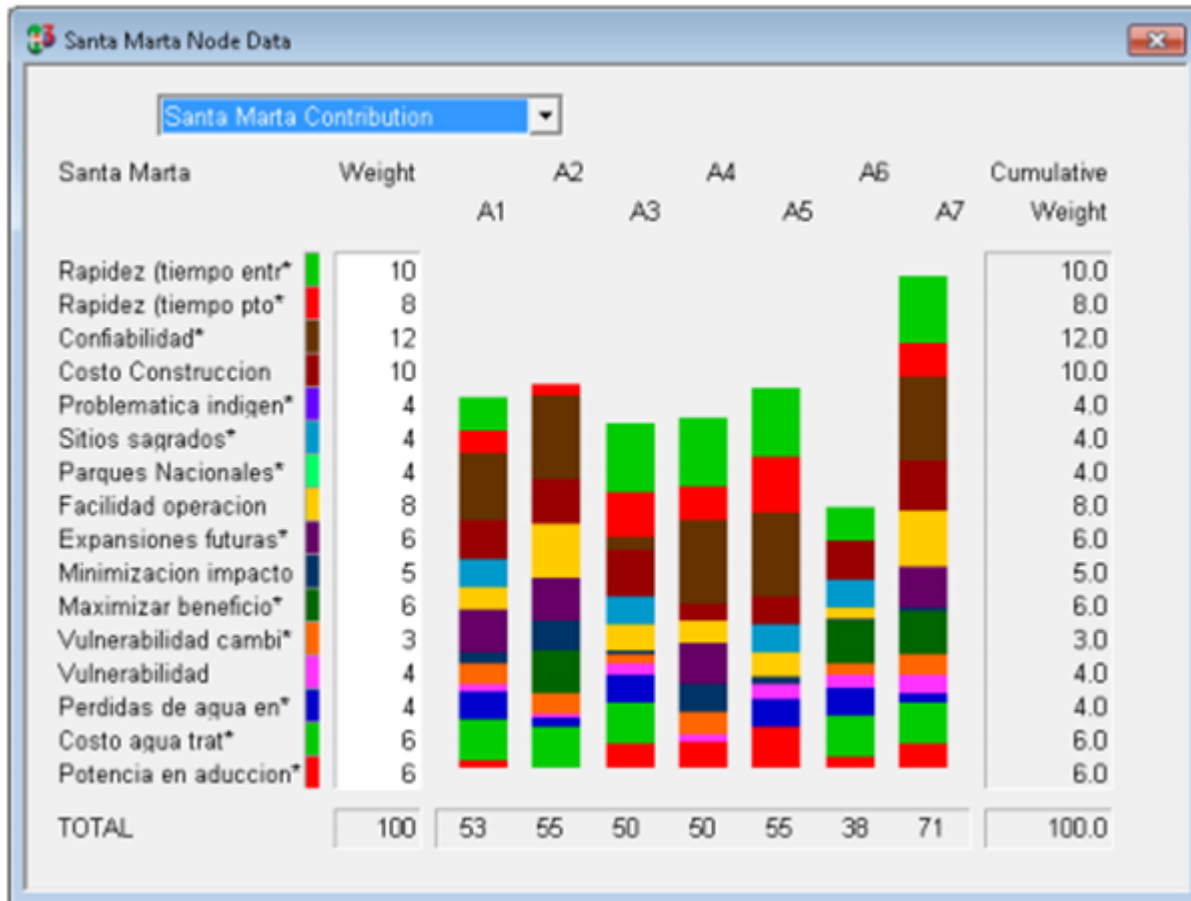 Santa Marta Node Data
Santa Marta Contribution
Santa Marta Weight A2 A4 A6 Cumulative
A1 A3 A5 A7 Weight
Rapidez (tiempo entr* 10 10.0
Rapidez (tiempo pto* 8 8.0
Confiabilidad* 12 12.0
Costo Construccion 10 10.0
Problematica indigen* 4 4.0
Sitios sagrados* 4 4.0
Parques Nacionales* 4 4.0
Facilidad operacion 8 8.0
Expansiones futuras* 6 6.0
Minimizacion impacto 5 5.0
Maximizar beneficio* 6 6.0
Vulnerabilidad cambi* 3 3.0
Vulnerabilidad 4 4.0
Perdidas de agua en* 4 4.0
Costo agua trat* 6 6.0
Potencia en aduccion* 6 6.0
TOTAL 100 53 55 50 50 55 38 71 100.0